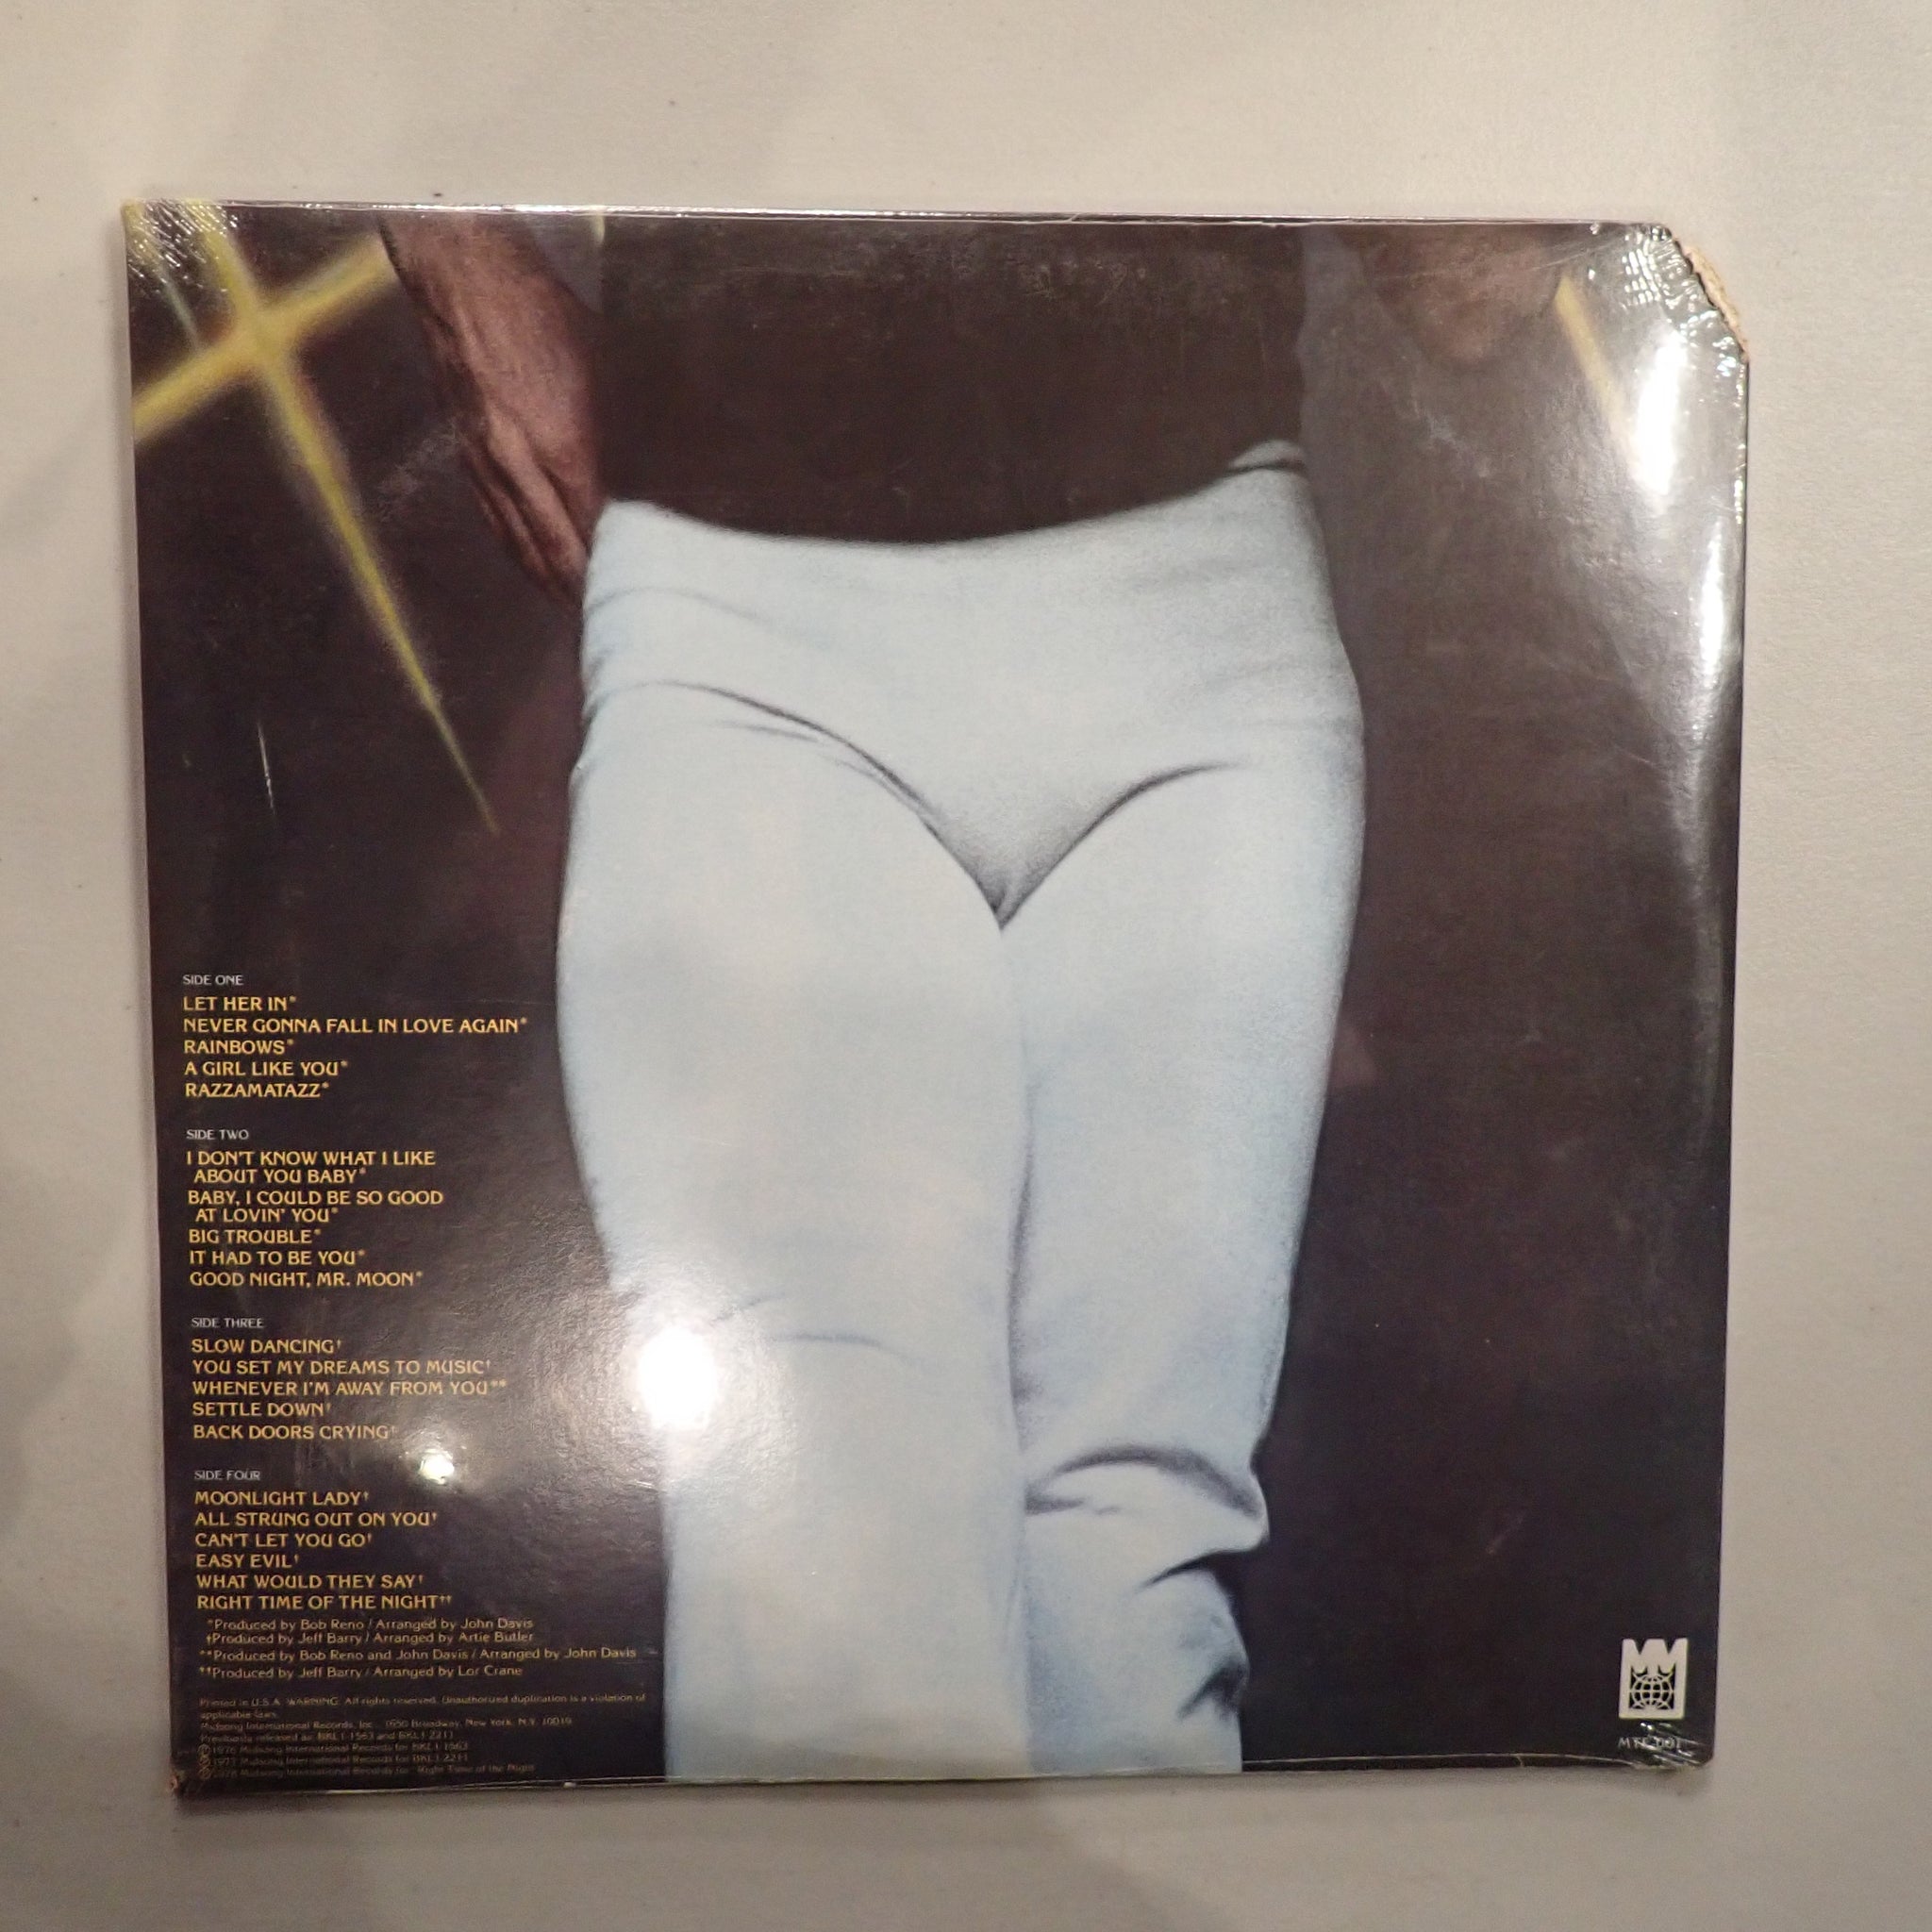 SIDE ONE
LET HER IN*
NEVER GONNA FALL IN LOVE AGAIN*
RAINBOWS*
A GIRL LIKE YOU*
RAZZAMATAZZ*
SIDE TWO
I DON'T KNOW WHAT I LIKE
ABOUT YOU BABY*
BABY, I COULD BE SO GOOD
AT LOVIN' YOU*
BIG TROUBLE*
IT HAD TO BE YOU*
GOOD NIGHT, MR. MOON*
SIDE THREE
SLOW DANCING†
YOU SET MY DREAMS TO MUSIC†
WHENEVER I'M AWAY FROM YOU**
SETTLE DOWN†
BACK DOORS CRYING†
SIDE FOUR
MOONLIGHT LADY†
ALL STRUNG OUT ON YOU†
CAN'T LET YOU GO†
EASY EVIL†
WHAT WOULD THEY SAY†
RIGHT TIME OF THE NIGHT††
*Produced by Bob Reno / Arranged by John Davis
†Produced by Jeff Barry / Arranged by Artie Butler
**Produced by Bob Reno and John Davis / Arranged by John Davis
††Produced by Jeff Barry / Arranged by Lor Crane
Printed in U.S.A. WARNING: All rights reserved. Unauthorized duplication is a violation of
applicable laws.
Midsong International Records, Inc., 1650 Broadway, New York, N.Y. 10019
Previously released as BKL1-1563 and BKL1-2211
℗1976 Midsong International Records for BKL1-1563
℗1977 Midsong International Records for BKL1-2211
℗1978 Midsong International Records for "Right Time of the Night"
MTF 001